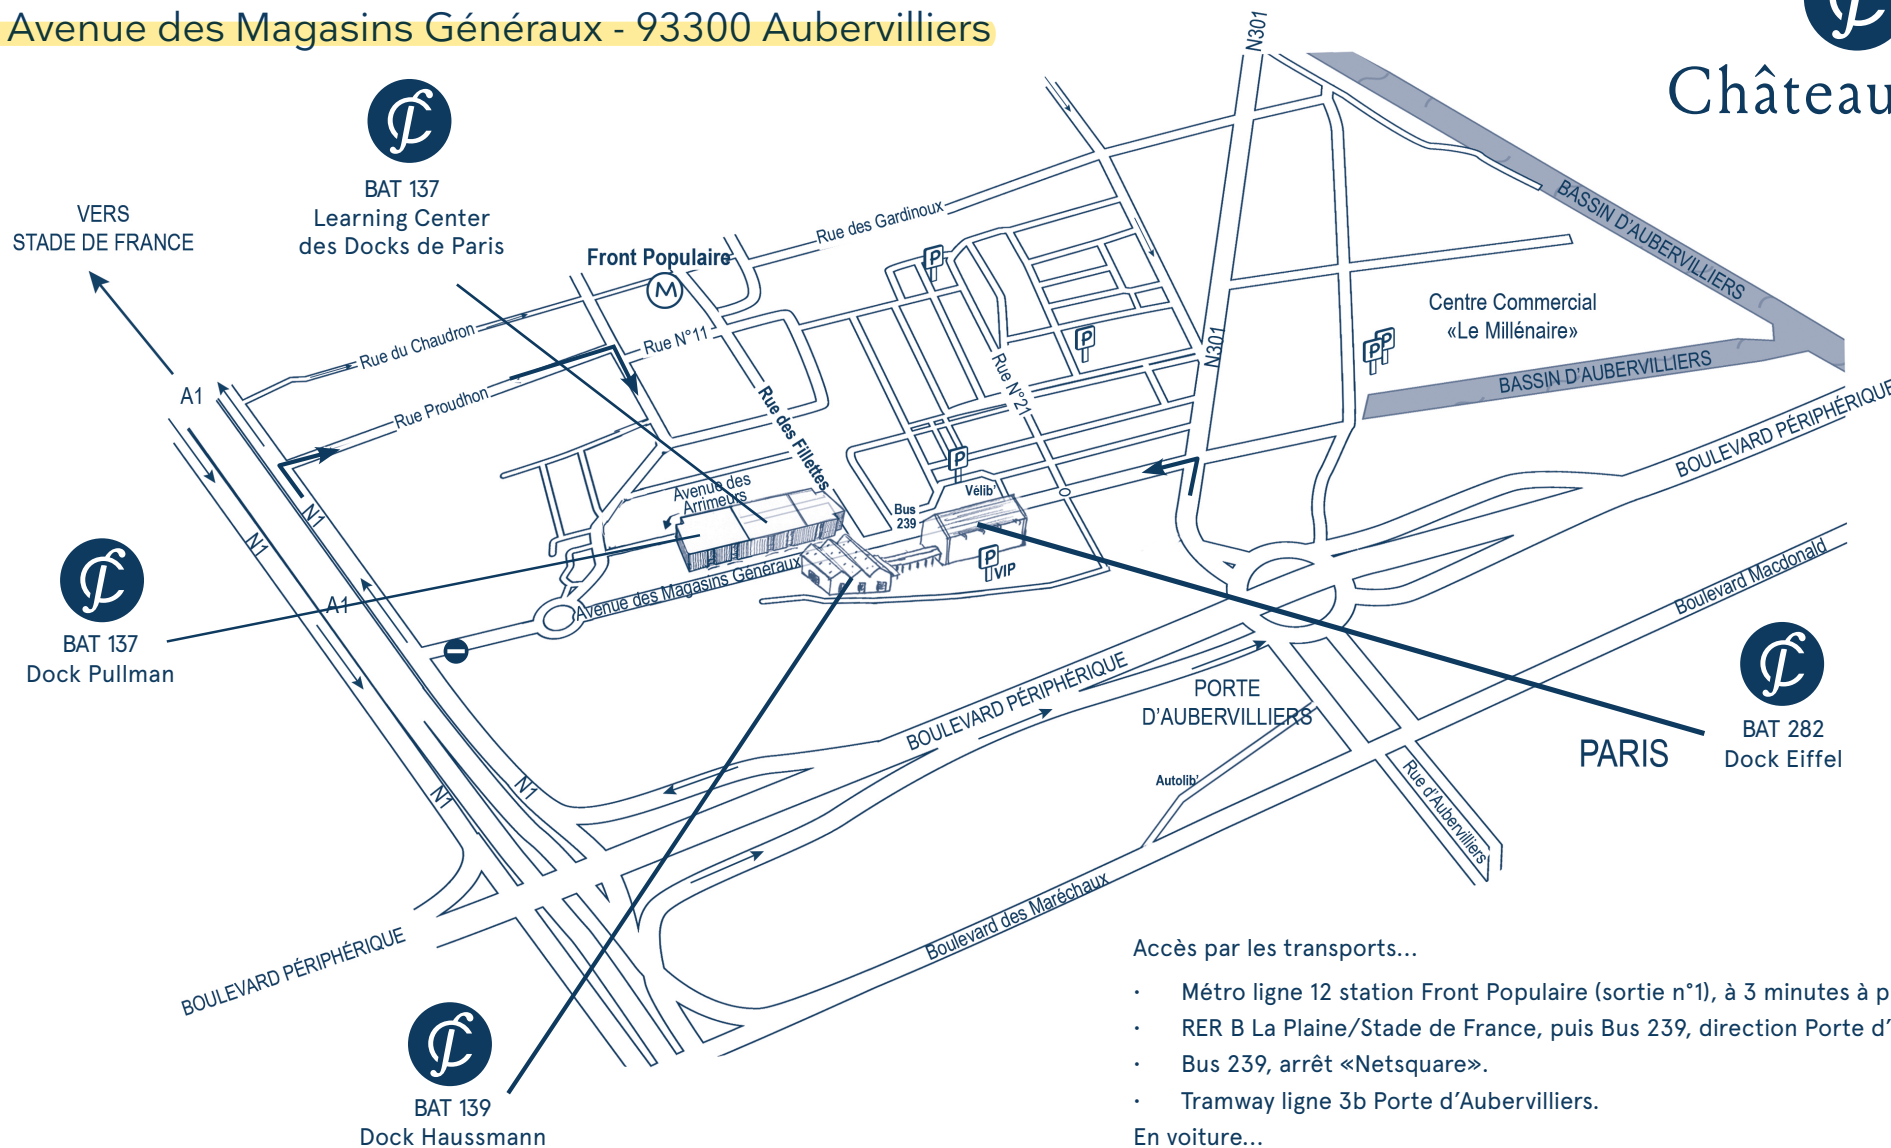 Avenue des Magasins Généraux - 93300 Aubervilliers
Château
BAT 137
Learning Center
des Docks de Paris
VERS
STADE DE FRANCE
Front Populaire
M
Rue des Gardinoux
N301
BASSIN D'AUBERVILLIERS
Centre Commercial
«Le Millénaire»
BASSIN D'AUBERVILLIERS
N301
P
P
P
P
P
Rue du Chaudron
Rue N°11
Rue Proudhon
A1
Rue des Fillettes
Rue N°21
BOULEVARD PÉRIPHÉRIQUE
Avenue des
Arrimeurs
Bus
239
Vélib'
P
VIP
N1
N1
A1
Avenue des Magasins Généraux
Boulevard Macdonald
BAT 137
Dock Pullman
BOULEVARD PÉRIPHÉRIQUE
PORTE
D'AUBERVILLIERS
PARIS
BAT 282
Dock Eiffel
Autolib'
Rue d'Aubervilliers
N1
N1
Boulevard des Maréchaux
BOULEVARD PÉRIPHÉRIQUE
BAT 139
Dock Haussmann
Accès par les transports...
· Métro ligne 12 station Front Populaire (sortie n°1), à 3 minutes à p
· RER B La Plaine/Stade de France, puis Bus 239, direction Porte d'
· Bus 239, arrêt «Netsquare».
· Tramway ligne 3b Porte d'Aubervilliers.
En voiture...